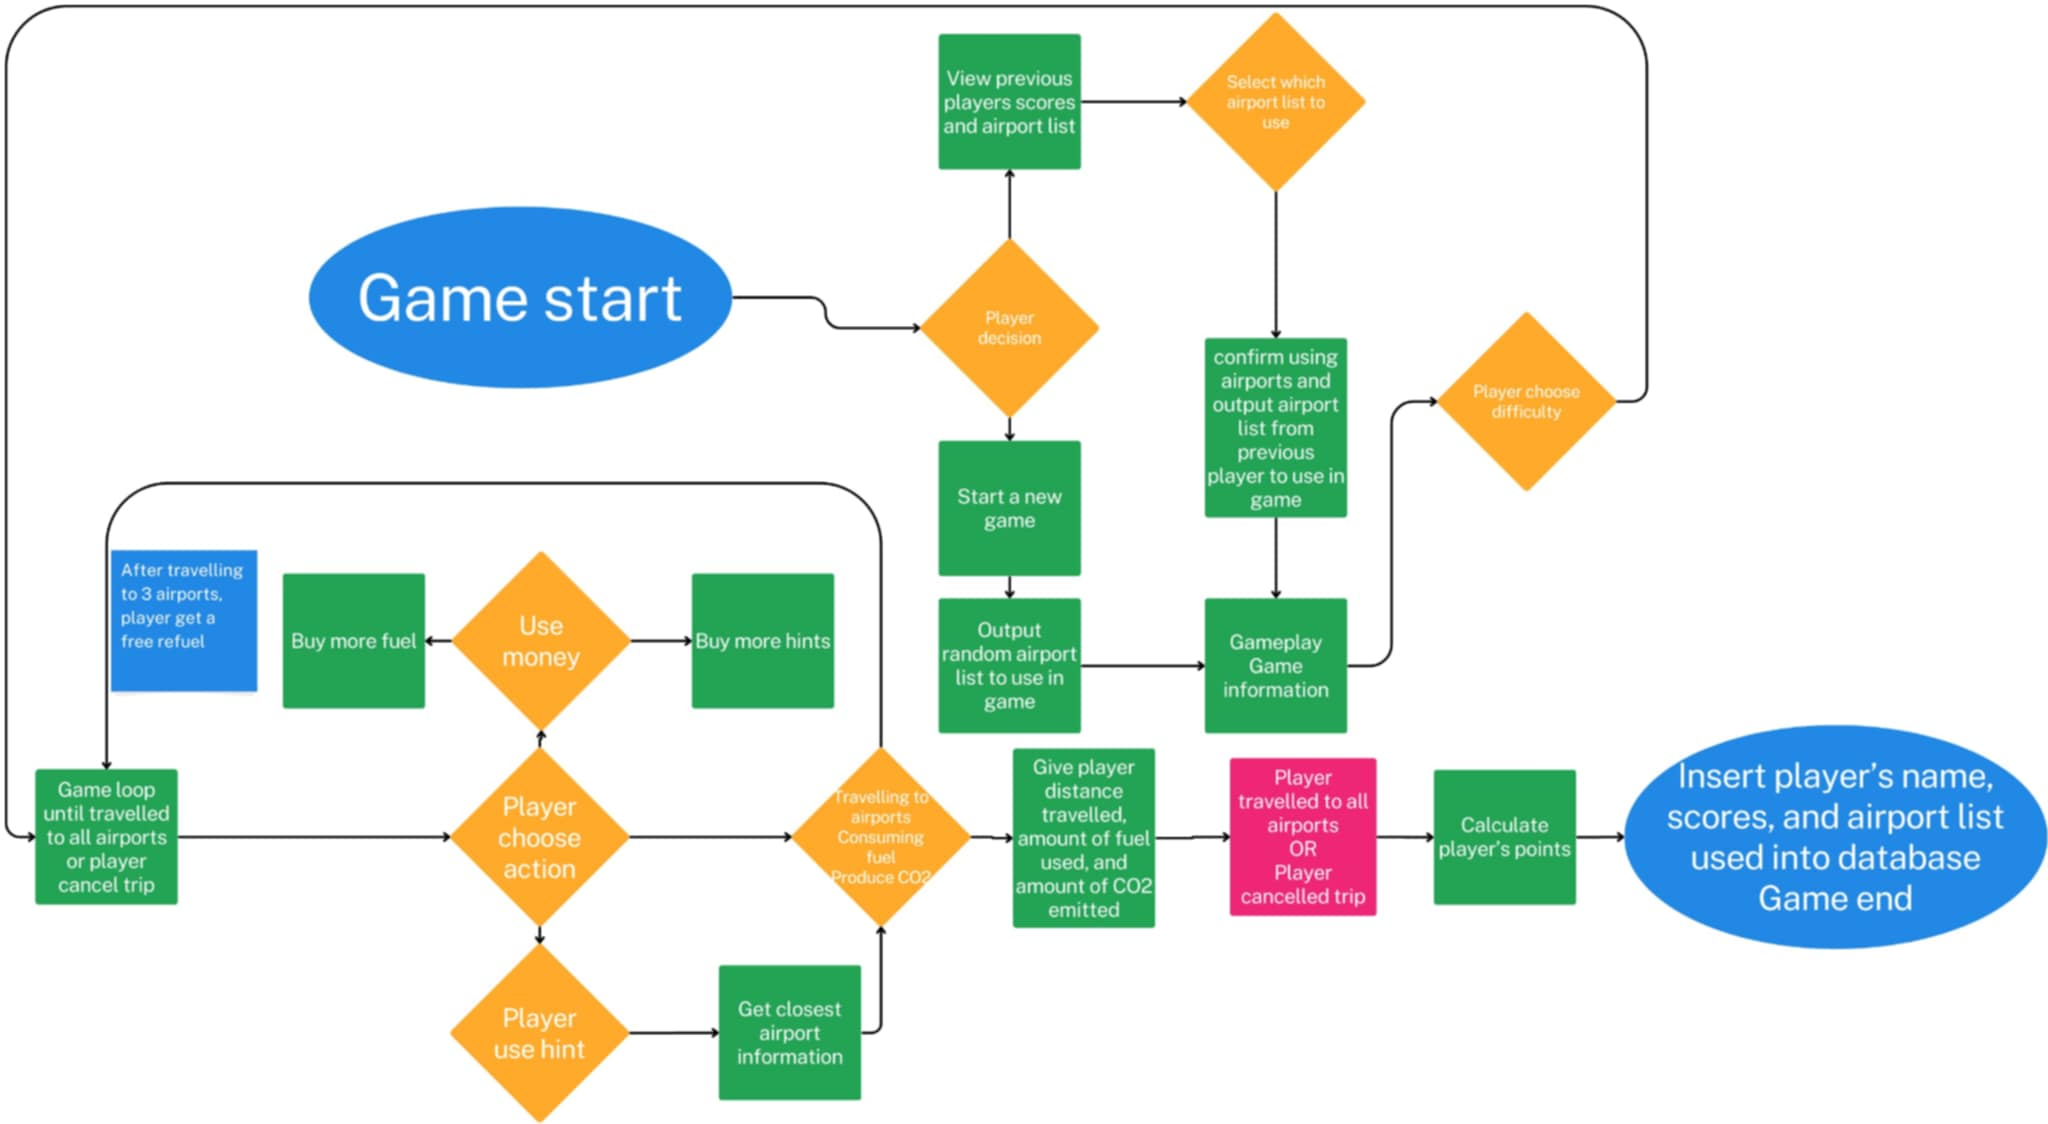 View previous
players scores
and airport list
Select which
airport list to
use
Game start
Player
decision
confirm using
airports and
output airport
list from
previous
player to use in
game
Player choose
difficulty
Start a new
game
After travelling
to 3 airports,
player get a
free refuel
Buy more fuel
Use
money
Buy more hints
Output
random airport
list to use in
game
Gameplay
Game
information
Game loop
until travelled
to all airports
or player
cancel trip
Player
choose
action
Travelling to
airports
Consuming
fuel
Produce CO2
Give player
distance
travelled,
amount of fuel
used, and
amount of CO2
emitted
Player
travelled to all
airports
OR
Player
cancelled trip
Calculate
player's points
Insert player's name,
scores, and airport list
used into database
Game end
Player
use hint
Get closest
airport
information